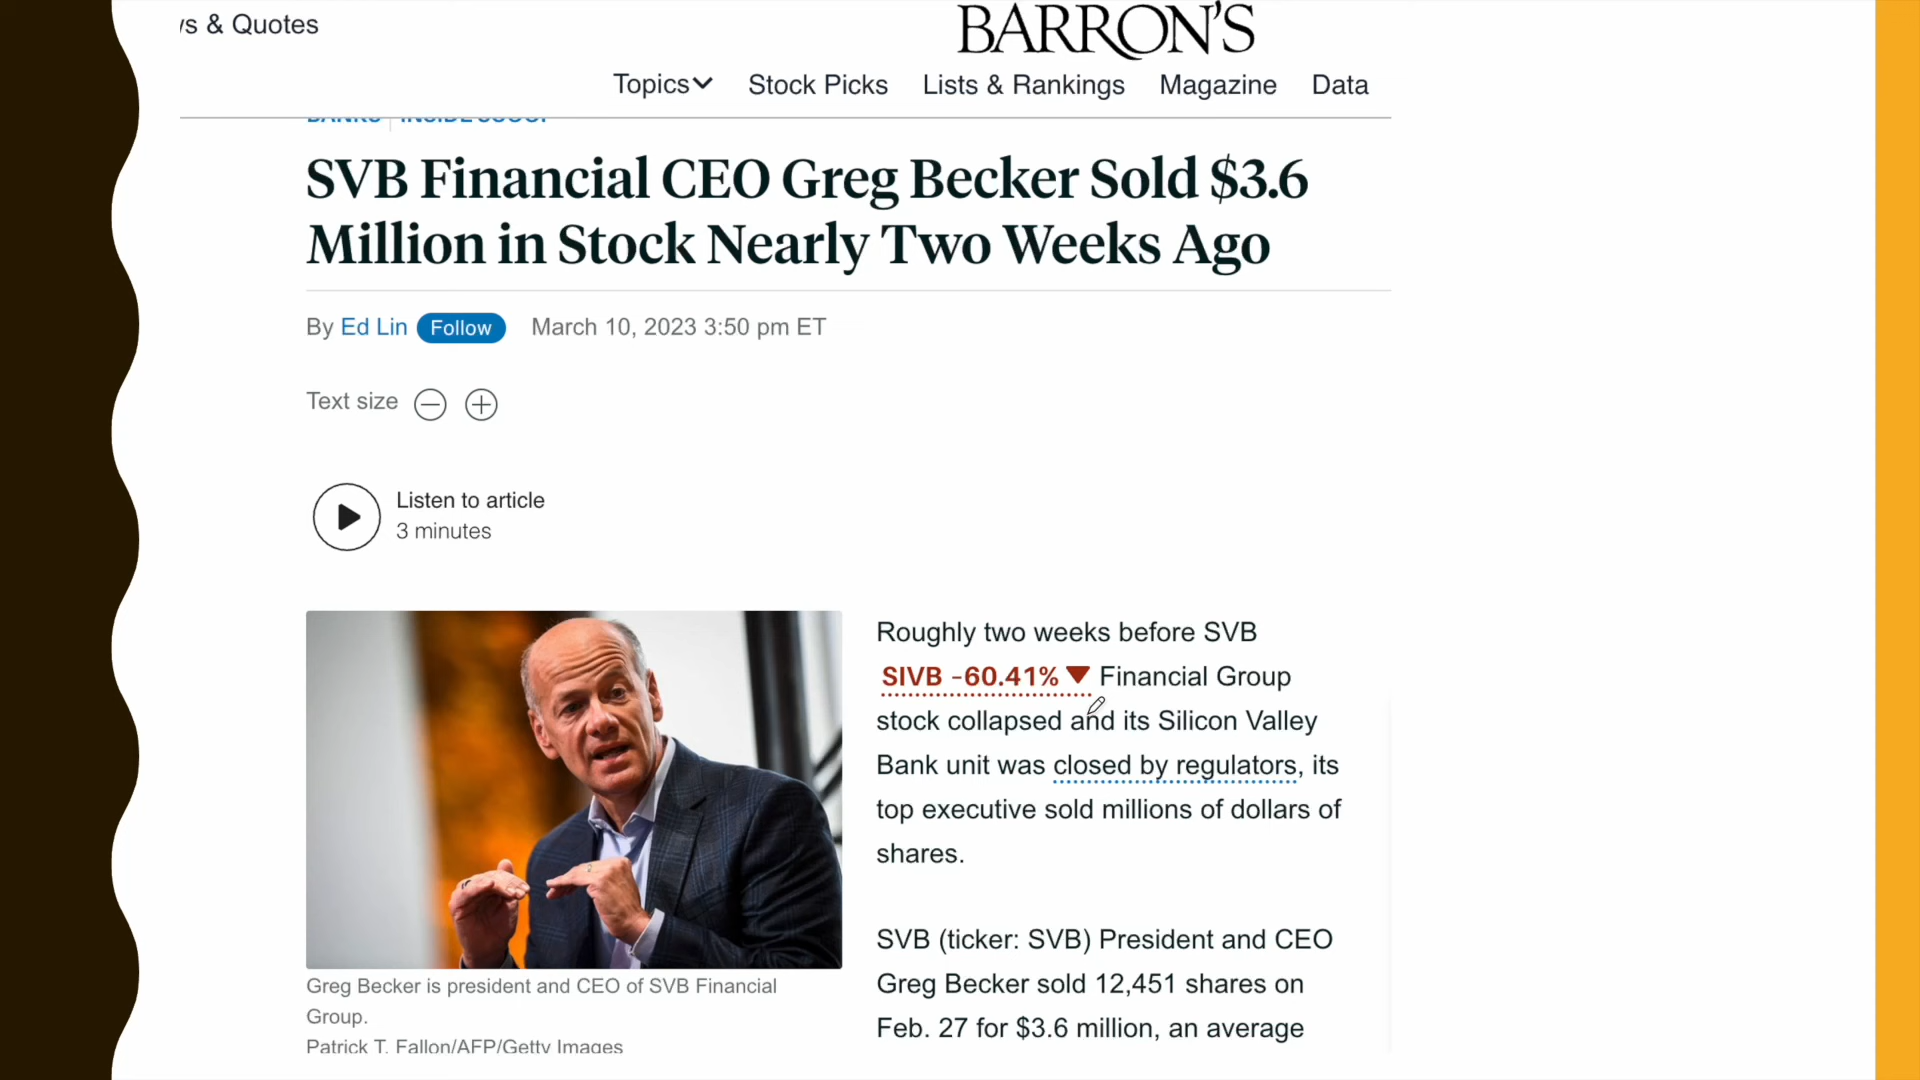 s & Quotes
BARRON'S
Topics Stock Picks Lists & Rankings Magazine Data
SVB Financial CEO Greg Becker Sold $3.6
Million in Stock Nearly Two Weeks Ago
By Ed Lin Follow March 10, 2023 3:50 pm ET
Text size
Listen to article
3 minutes
Roughly two weeks before SVB
SIVB -60.41% ▼ Financial Group
stock collapsed and its Silicon Valley
Bank unit was closed by regulators, its
top executive sold millions of dollars of
shares.
SVB (ticker: SVB) President and CEO
Greg Becker sold 12,451 shares on
Feb. 27 for $3.6 million, an average
Greg Becker is president and CEO of SVB Financial
Group.
Patrick T. Fallon/AFP/Getty Images